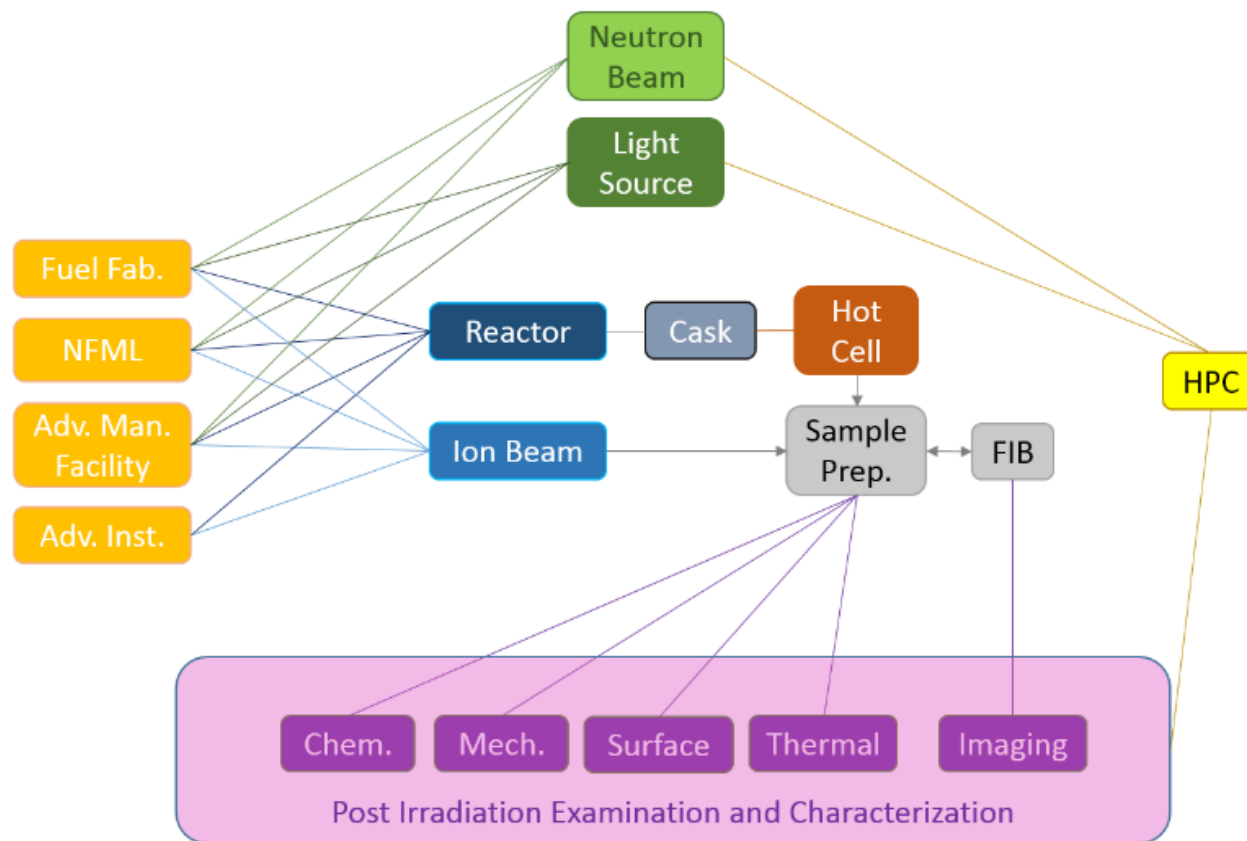 Neutron
Beam
Light
Source
Fuel Fab.
NFML
Adv. Man.
Facility
Adv. Inst.
Reactor
Cask
Hot
Cell
HPC
Ion Beam
Sample
Prep.
FIB
Chem.
Mech.
Surface
Thermal
Imaging
Post Irradiation Examination and Characterization